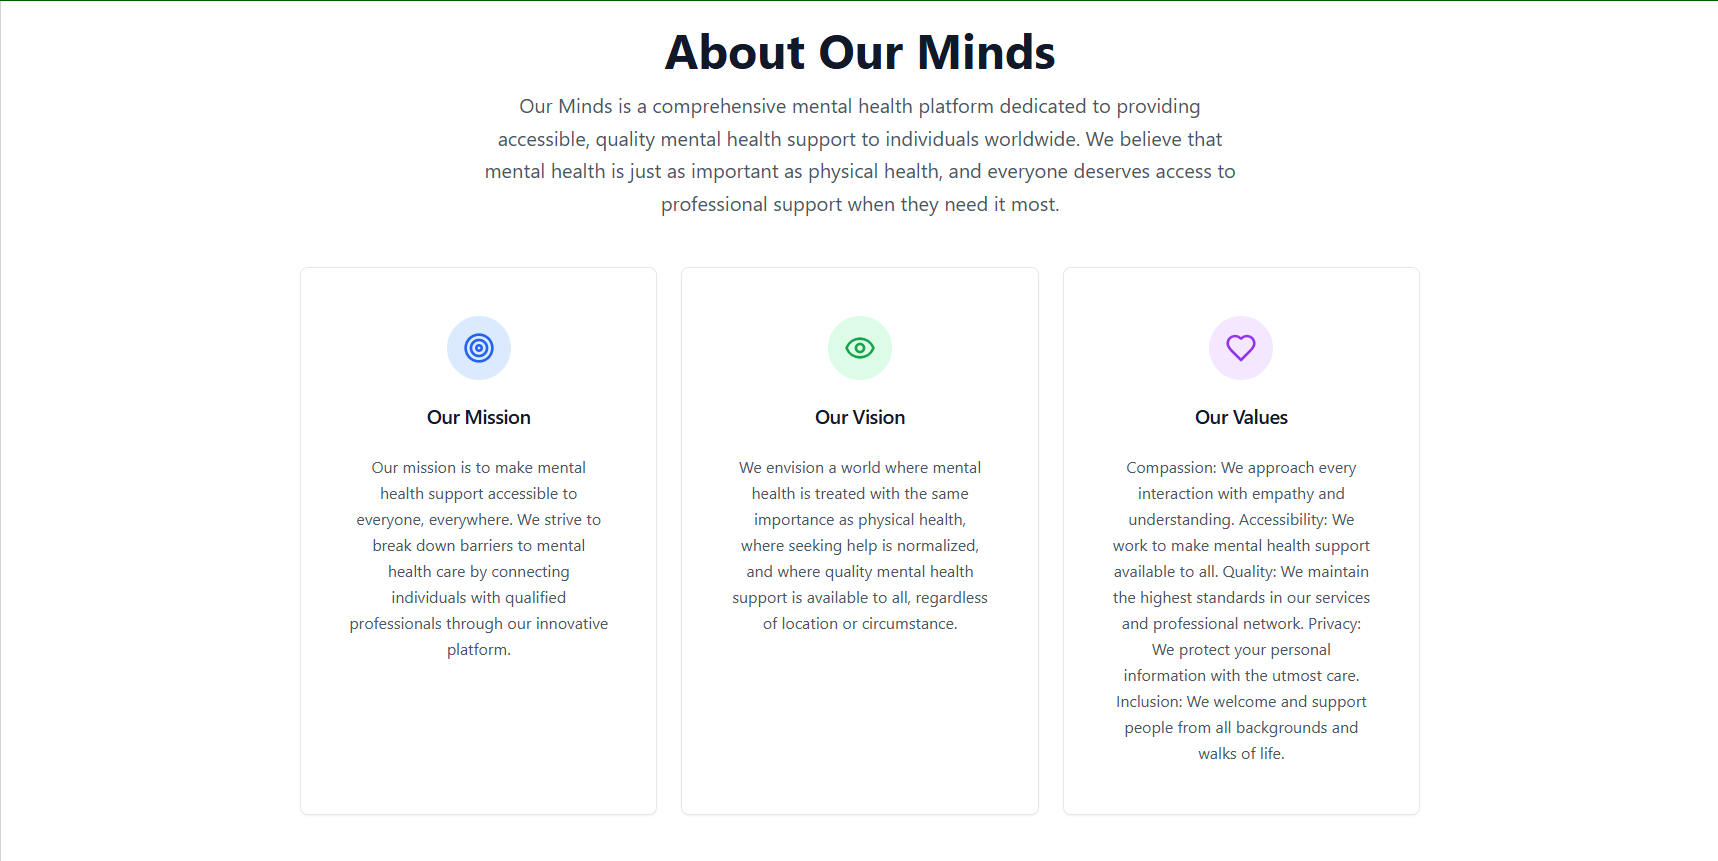 About Our Minds
Our Minds is a comprehensive mental health platform dedicated to providing
accessible, quality mental health support to individuals worldwide. We believe that
mental health is just as important as physical health, and everyone deserves access to
professional support when they need it most.
Our Mission
Our mission is to make mental
health support accessible to
everyone, everywhere. We strive to
break down barriers to mental
health care by connecting
individuals with qualified
professionals through our innovative
platform.
Our Vision
We envision a world where mental
health is treated with the same
importance as physical health,
where seeking help is normalized,
and where quality mental health
support is available to all, regardless
of location or circumstance.
Our Values
Compassion: We approach every
interaction with empathy and
understanding. Accessibility: We
work to make mental health support
available to all. Quality: We maintain
the highest standards in our services
and professional network. Privacy:
We protect your personal
information with the utmost care.
Inclusion: We welcome and support
people from all backgrounds and
walks of life.